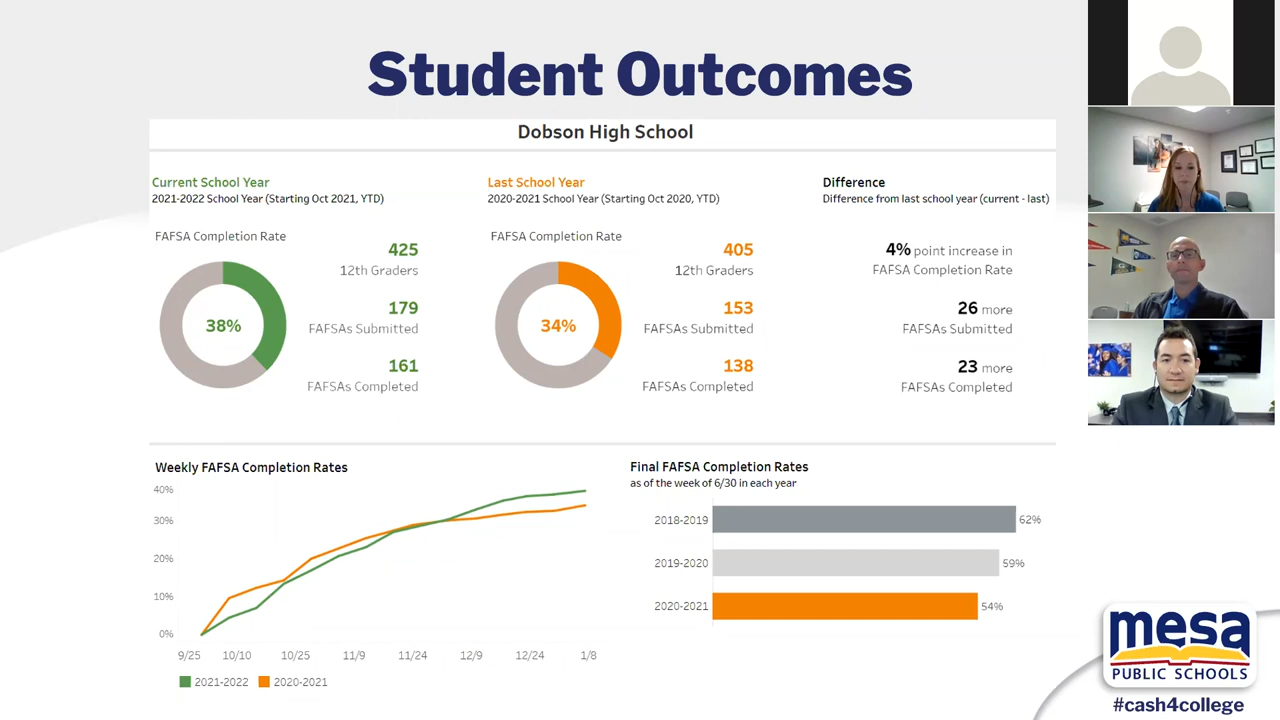 Student Outcomes
Dobson High School
Current School Year
2021-2022 School Year (Starting Oct 2021, YTD)
FAFSA Completion Rate
38%
425
12th Graders
179
FAFSAs Submitted
161
FAFSAs Completed
Last School Year
2020-2021 School Year (Starting Oct 2020, YTD)
FAFSA Completion Rate
34%
405
12th Graders
153
FAFSAs Submitted
138
FAFSAs Completed
Difference
Difference from last school year (current - last)
4% point increase in
FAFSA Completion Rate
26 more
FAFSAs Submitted
23 more
FAFSAs Completed
Weekly FAFSA Completion Rates
40%
30%
20%
10%
0%
9/25 10/10 10/25 11/9 11/24 12/9 12/24 1/8
2021-2022 2020-2021
Final FAFSA Completion Rates
as of the week of 6/30 in each year
2018-2019 62%
2019-2020 59%
2020-2021 54%
mesa
PUBLIC SCHOOLS
#cash4college